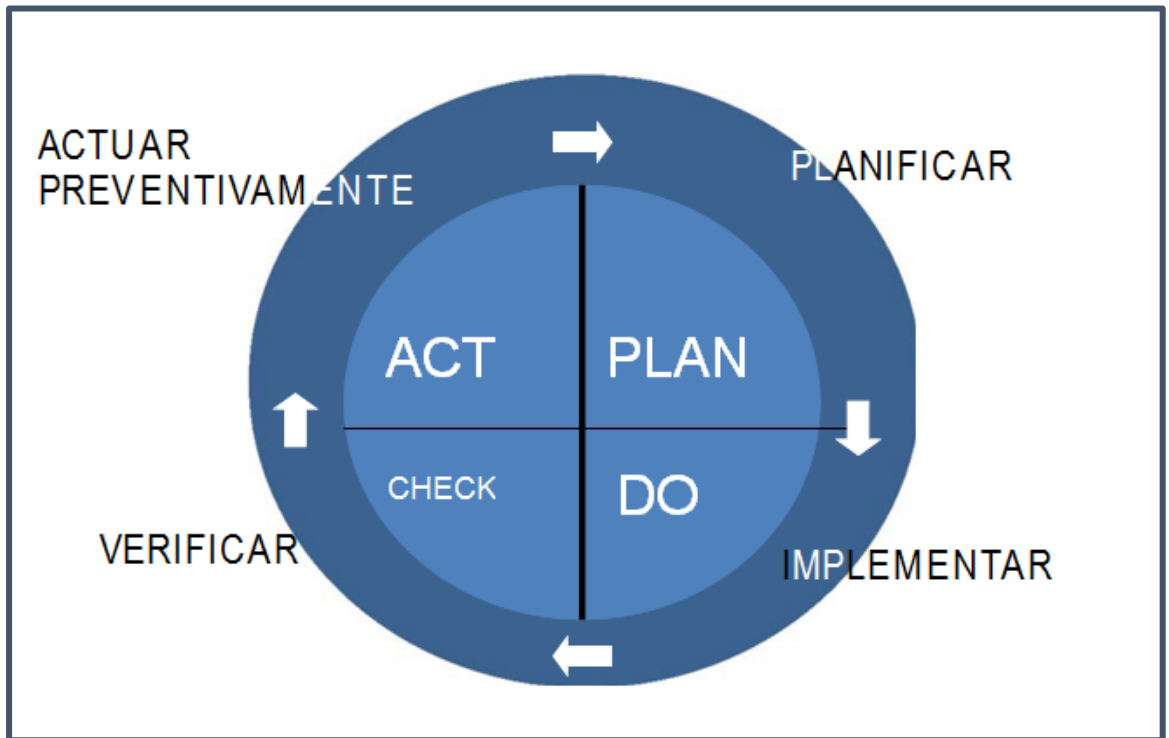 ACTUAR
PREVENTIVAMENTE
PLANIFICAR
ACT
PLAN
CHECK
DO
VERIFICAR
IMPLEMENTAR